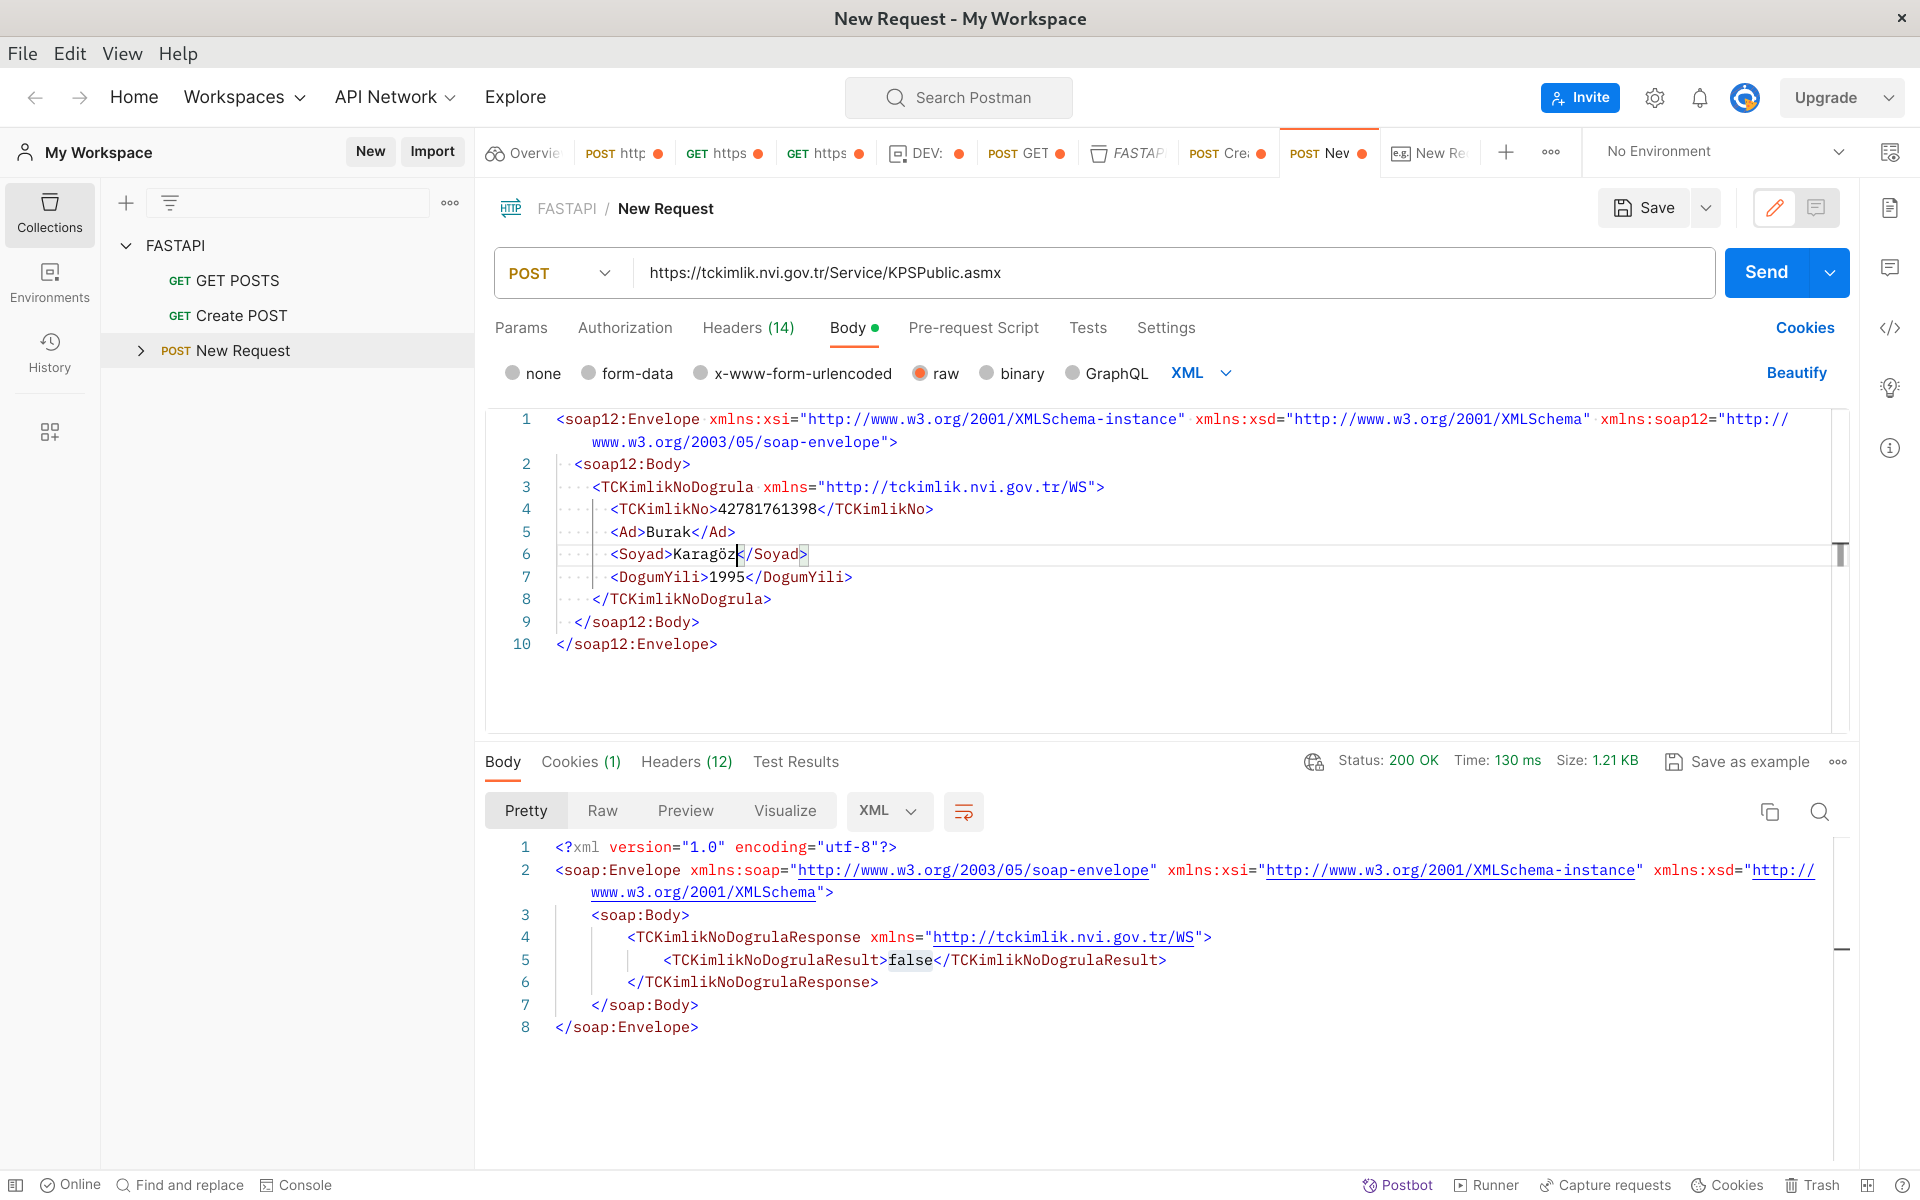 New Request - My Workspace
File Edit View Help
Home Workspaces API Network Explore Search Postman Invite Upgrade
My Workspace New Import
Overvie POST http GET https GET https DEV: POST GET FASTAP POST Crea POST New e.g. New Re No Environment
Collections
Environments
History
FASTAPI
GET GET POSTS
GET Create POST
POST New Request
HTTP FASTAPI / New Request Save
POST https://tckimlik.nvi.gov.tr/Service/KPSPublic.asmx Send
Params Authorization Headers (14) Body Pre-request Script Tests Settings Cookies
none form-data x-www-form-urlencoded raw binary GraphQL XML Beautify
1 <soap12:Envelope xmlns:xsi="http://www.w3.org/2001/XMLSchema-instance" xmlns:xsd="http://www.w3.org/2001/XMLSchema" xmlns:soap12="http://
www.w3.org/2003/05/soap-envelope">
2 <soap12:Body>
3 <TCKimlikNoDogrula xmlns="http://tckimlik.nvi.gov.tr/WS">
4 <TCKimlikNo>42781761398</TCKimlikNo>
5 <Ad>Burak</Ad>
6 <Soyad>Karagöz</Soyad>
7 <DogumYili>1995</DogumYili>
8 </TCKimlikNoDogrula>
9 </soap12:Body>
10 </soap12:Envelope>
Body Cookies (1) Headers (12) Test Results Status: 200 OK Time: 130 ms Size: 1.21 KB Save as example
Pretty Raw Preview Visualize XML
1 <?xml version="1.0" encoding="utf-8"?>
2 <soap:Envelope xmlns:soap="http://www.w3.org/2003/05/soap-envelope" xmlns:xsi="http://www.w3.org/2001/XMLSchema-instance" xmlns:xsd="http://
www.w3.org/2001/XMLSchema">
3 <soap:Body>
4 <TCKimlikNoDogrulaResponse xmlns="http://tckimlik.nvi.gov.tr/WS">
5 <TCKimlikNoDogrulaResult>false</TCKimlikNoDogrulaResult>
6 </TCKimlikNoDogrulaResponse>
7 </soap:Body>
8 </soap:Envelope>
Online Find and replace Console Postbot Runner Capture requests Cookies Trash